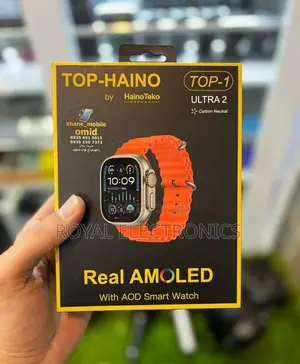 TOP-HAINO
TOP-1
by HainoTeko
ULTRA 2
Carbon Neutral
khane_mobile
omid
ROYAL ELECTRONICS
Real AMOLED
With AOD Smart Watch